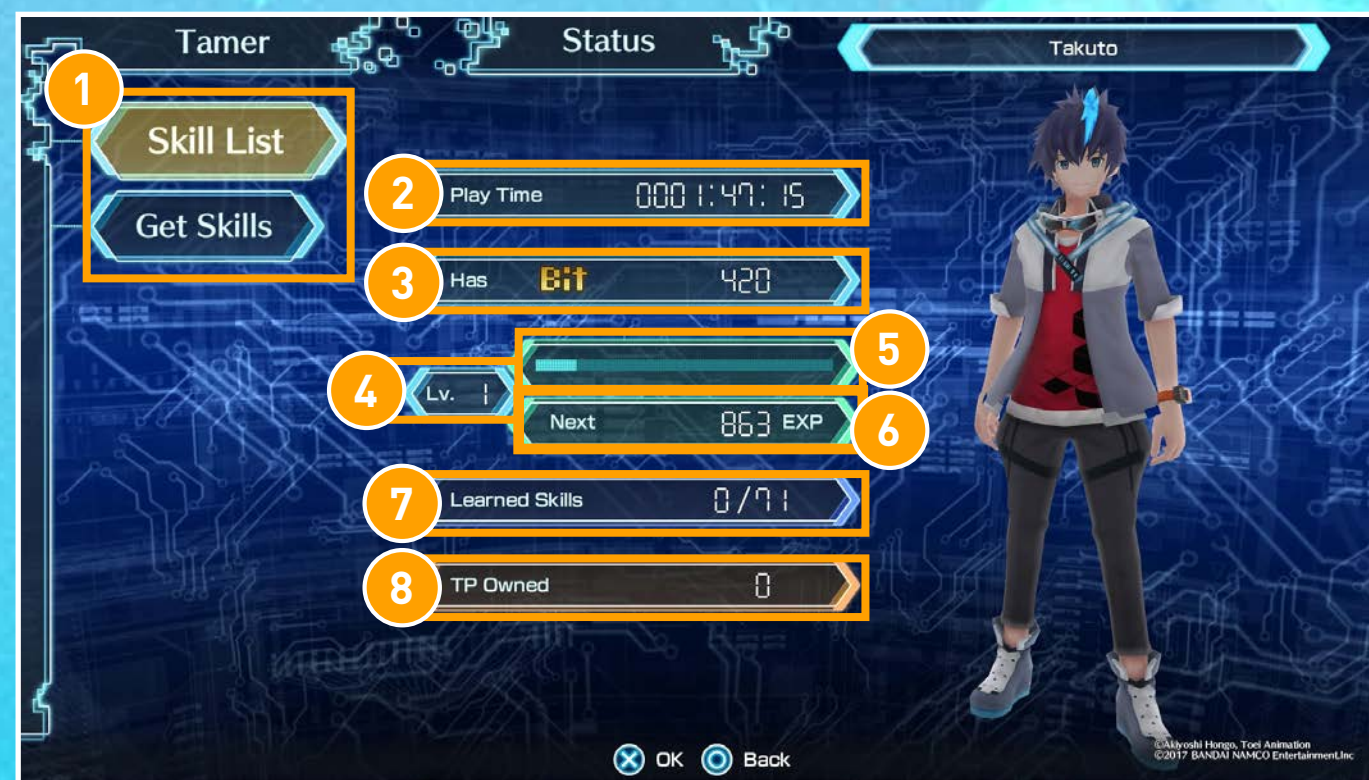 Tamer
Status
Takuto
1
Skill List
Get Skills
2 Play Time 0001:47:15
3 Has Bit 420
5
4 Lv. 1
6 Next 863 EXP
7 Learned Skills 0/71
8 TP Owned 0
OK Back
©Akiyoshi Hongo, Toei Animation
©2017 BANDAI NAMCO Entertainment.Inc